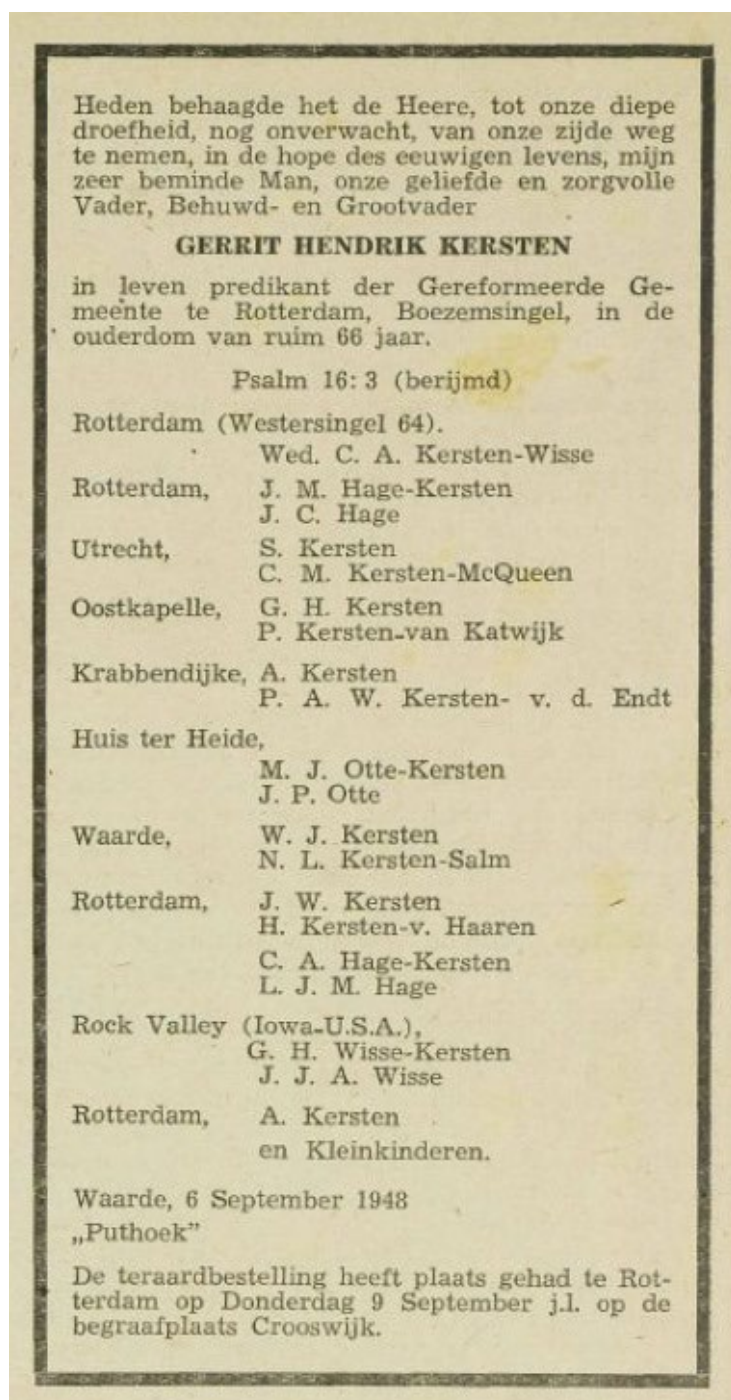 Heden behaagde het de Heere, tot onze diepe
droefheid, nog onverwacht, van onze zijde weg
te nemen, in de hope des eeuwigen levens, mijn
zeer beminde Man, onze geliefde en zorgvolle
Vader, Behuwd- en Grootvader
GERRIT HENDRIK KERSTEN
in leven predikant der Gereformeerde Ge-
meente te Rotterdam, Boezemsingel, in de
ouderdom van ruim 66 jaar.
Psalm 16: 3 (berijmd)
Rotterdam (Westersingel 64).
Wed. C. A. Kersten-Wisse
Rotterdam, J. M. Hage-Kersten
J. C. Hage
Utrecht, S. Kersten
C. M. Kersten-McQueen
Oostkapelle, G. H. Kersten
P. Kersten-van Katwijk
Krabbendijke, A. Kersten
P. A. W. Kersten- v. d. Endt
Huis ter Heide,
M. J. Otte-Kersten
J. P. Otte
Waarde, W. J. Kersten
N. L. Kersten-Salm
Rotterdam, J. W. Kersten
H. Kersten-v. Haaren
C. A. Hage-Kersten
L. J. M. Hage
Rock Valley (Iowa-U.S.A.),
G. H. Wisse-Kersten
J. J. A. Wisse
Rotterdam, A. Kersten
en Kleinkinderen.
Waarde, 6 September 1948
„Puthoek”
De teraardbestelling heeft plaats gehad te Rot-
terdam op Donderdag 9 September j.l. op de
begraafplaats Crooswijk.